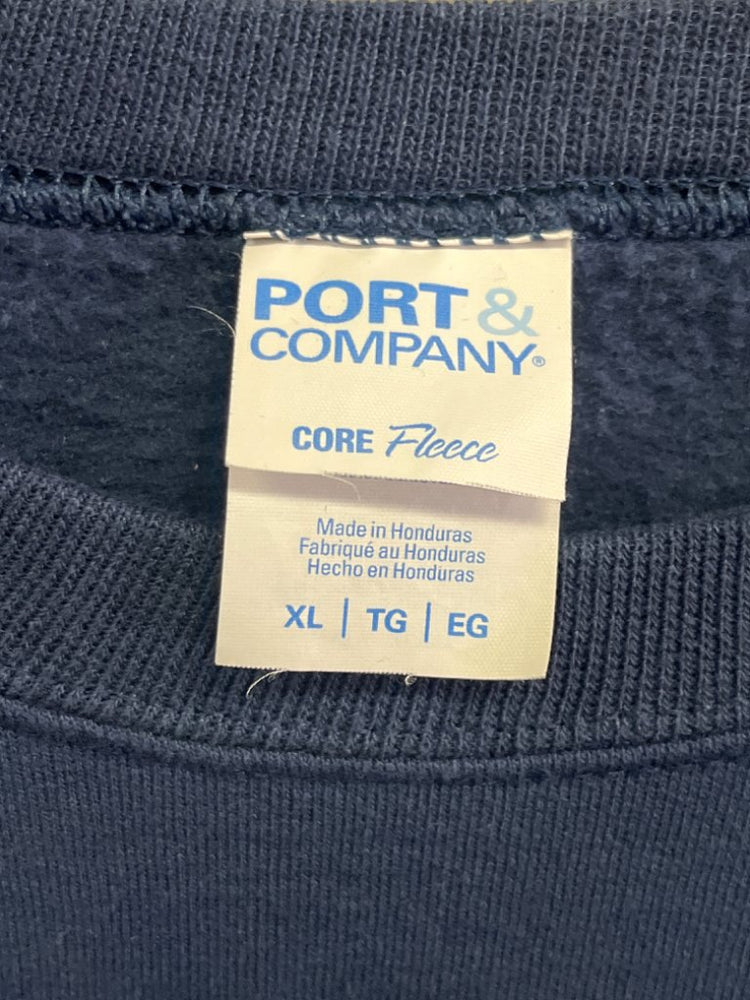 PORT &
COMPANY®
CORE Fleece
Made in Honduras
Fabriqué au Honduras
Hecho en Honduras
XL | TG | EG